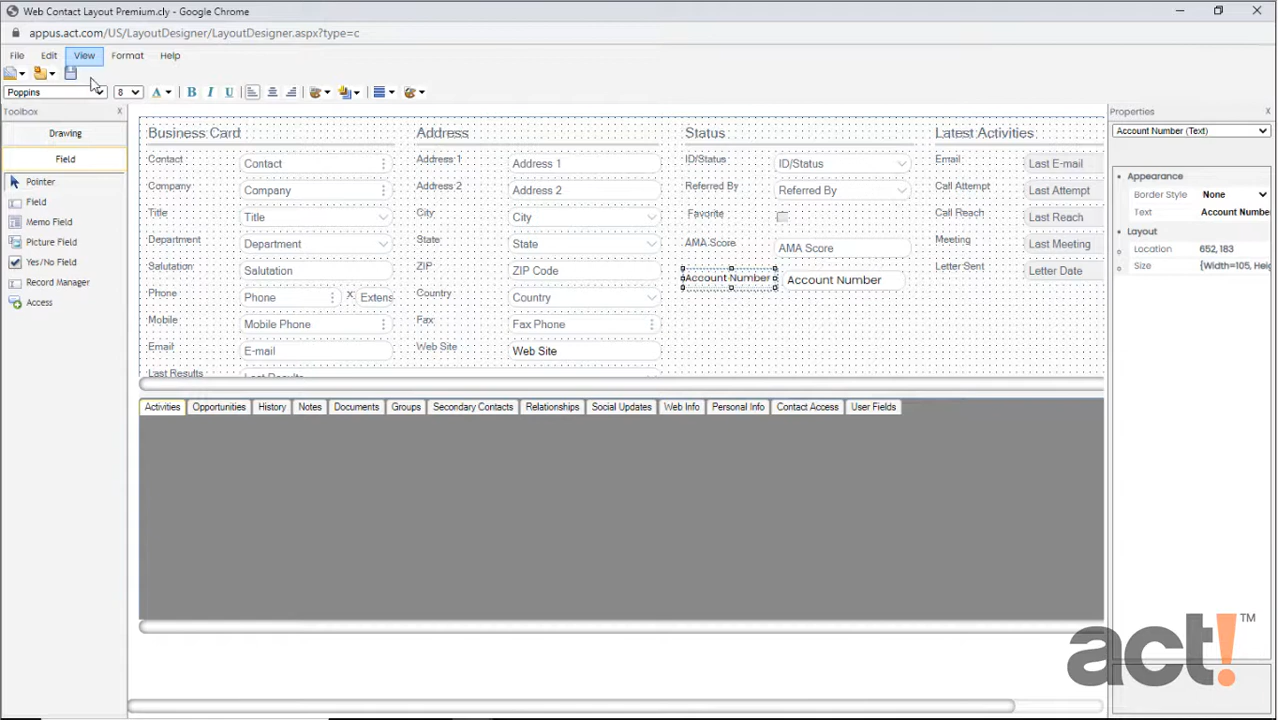 Web Contact Layout Premium.cly - Google Chrome
appus.act.com/US/LayoutDesigner/LayoutDesigner.aspx?type=c
File Edit View Format Help
Poppins 8 A B I U
Toolbox x
Drawing
Field
Pointer
Field
Memo Field
Picture Field
Yes/No Field
Record Manager
Access
Business Card Address Status Latest Activities
Contact Contact Address 1 Address 1 ID/Status ID/Status Email Last E-mail
Company Company Address 2 Address 2 Referred By Referred By Call Attempt Last Attempt
Title Title City City Favorite Call Reach Last Reach
Department Department State State AMA Score AMA Score Meeting Last Meeting
Salutation Salutation ZIP ZIP Code Account Number Account Number Letter Sent Letter Date
Phone Phone X Extens Country Country
Mobile Mobile Phone Fax Fax Phone
Email E-mail Web Site Web Site
Last Results Last Results
Activities Opportunities History Notes Documents Groups Secondary Contacts Relationships Social Updates Web Info Personal Info Contact Access User Fields
Properties x
Account Number (Text)
Appearance
Border Style None
Text Account Numbe
Layout
Location 652, 183
Size {Width=105, Heig
act! TM